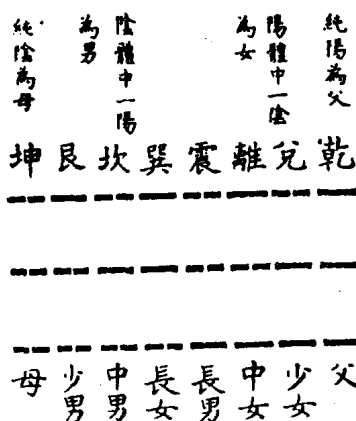 純陽為父
陽體中一陰
為女
陰體中一陽
為男
純陰為母
乾兌離震巽坎艮坤
父
少女
中女
長男
長女
中男
少男
母